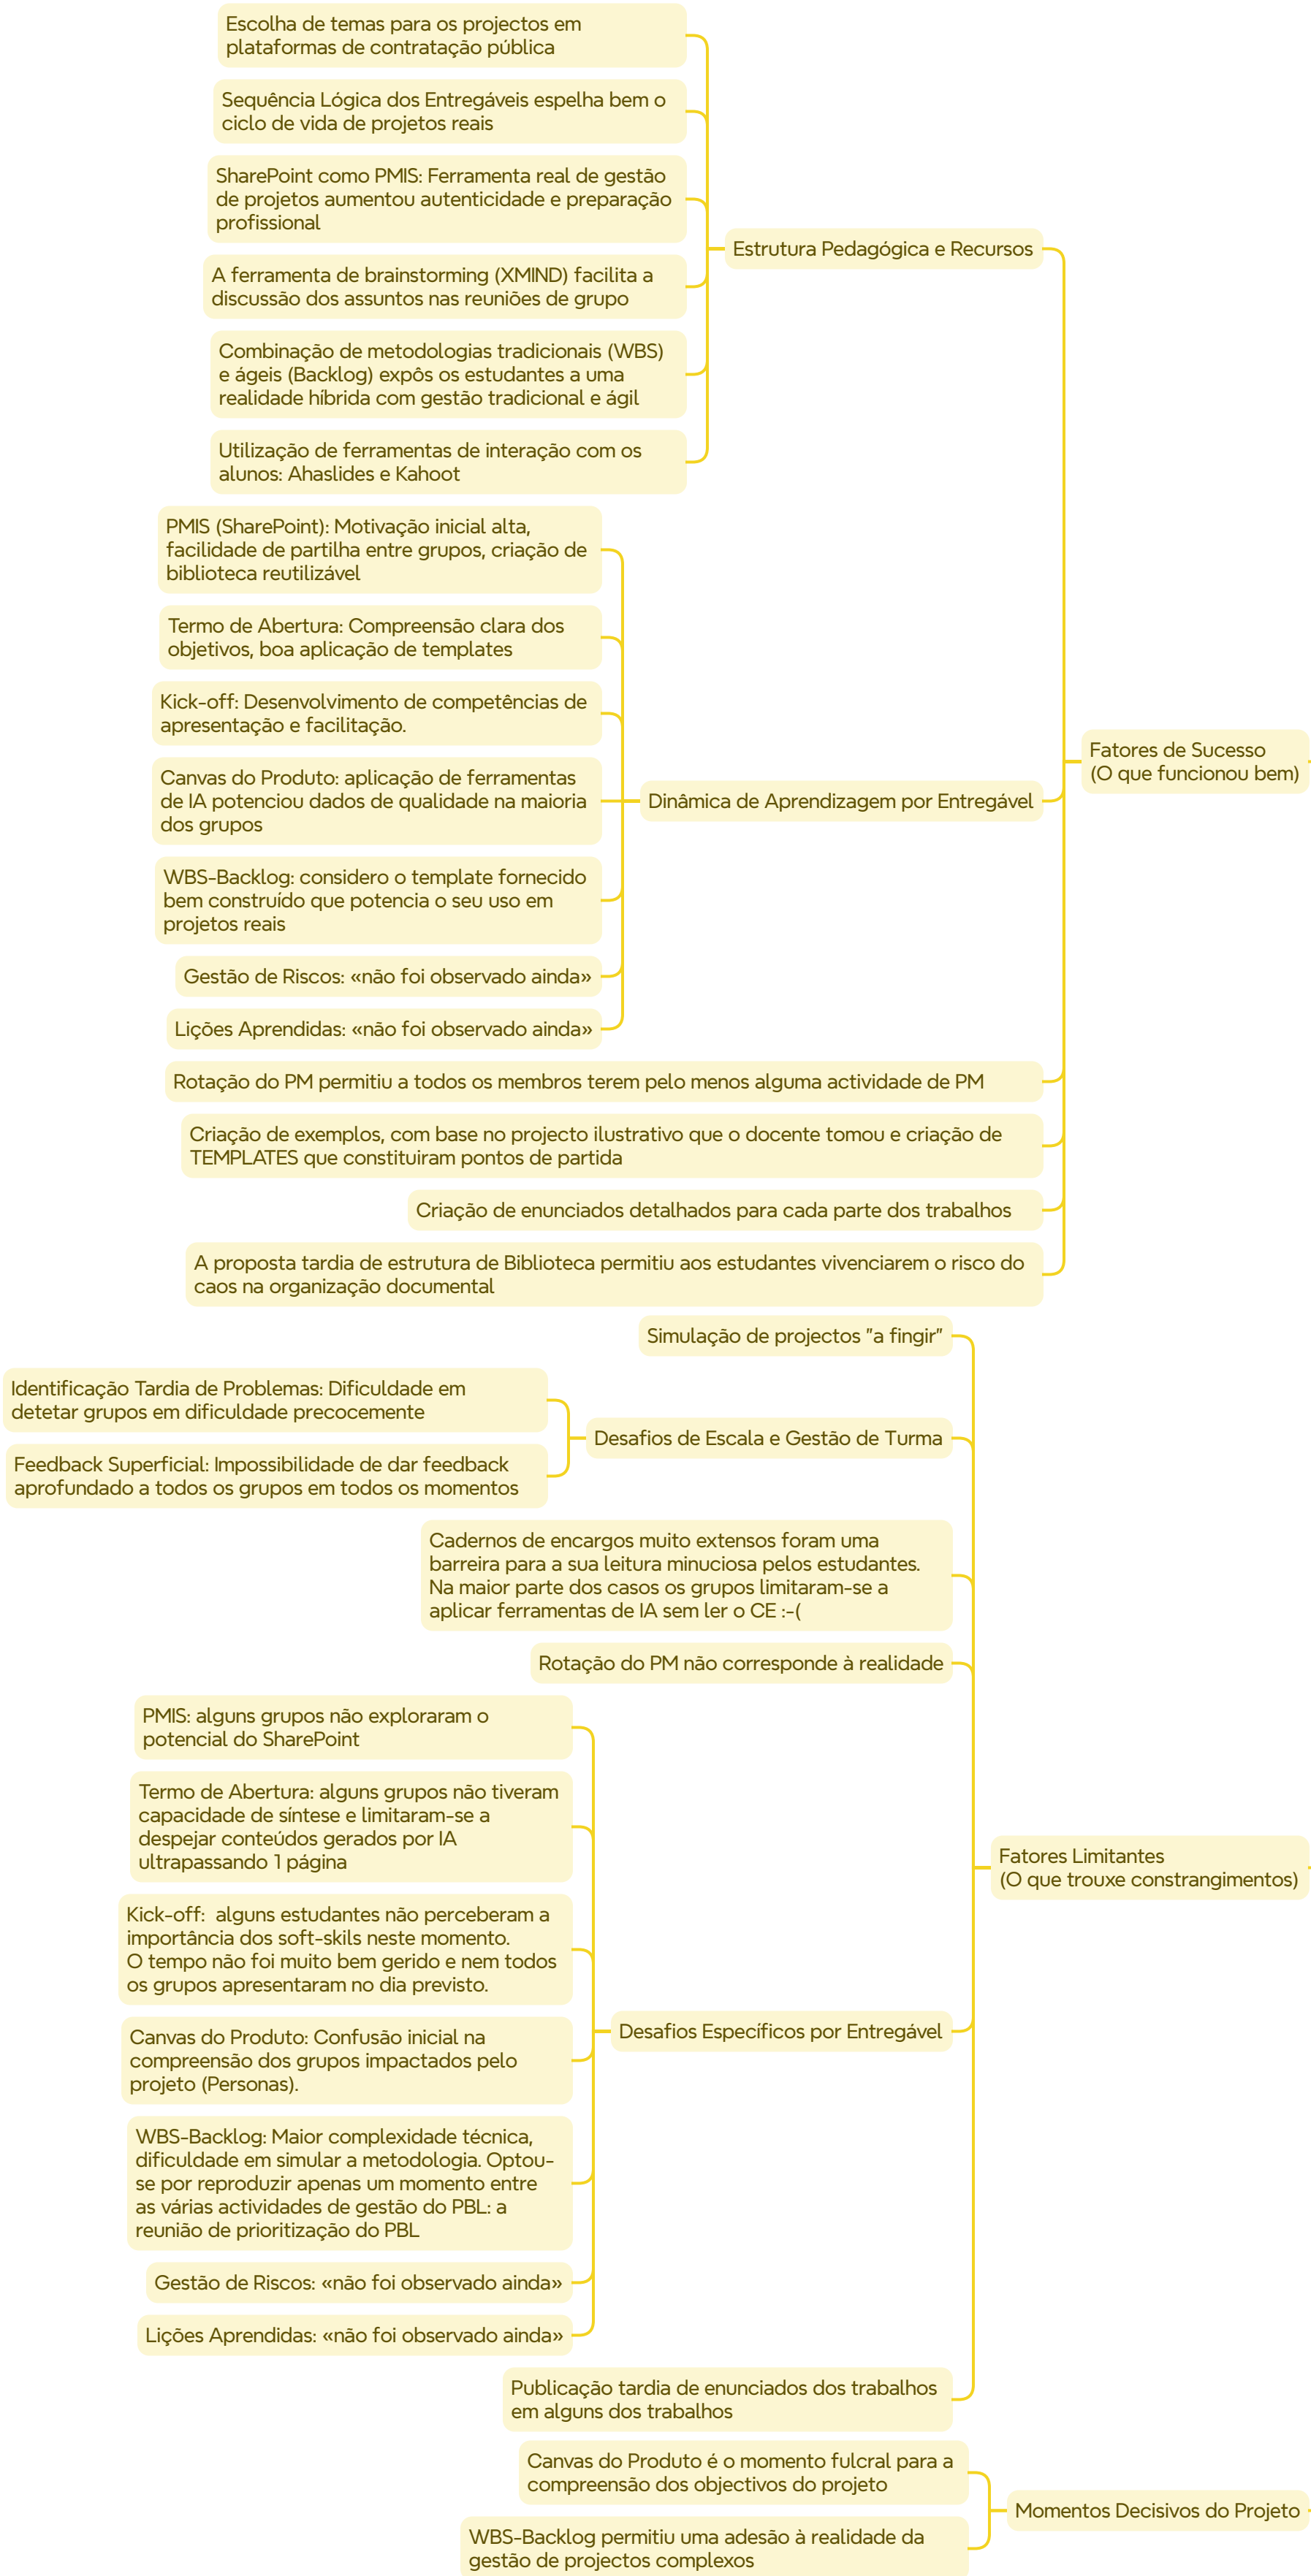 Escolha de temas para os projectos em
plataformas de contratação pública
Sequência Lógica dos Entregáveis espelha bem o
ciclo de vida de projetos reais
SharePoint como PMIS: Ferramenta real de gestão
de projetos aumentou autenticidade e preparação
profissional
A ferramenta de brainstorming (XMIND) facilita a
discussão dos assuntos nas reuniões de grupo
Combinação de metodologias tradicionais (WBS)
e ágeis (Backlog) expôs os estudantes a uma
realidade híbrida com gestão tradicional e ágil
Utilização de ferramentas de interação com os
alunos: Ahaslides e Kahoot
Estrutura Pedagógica e Recursos
PMIS (SharePoint): Motivação inicial alta,
facilidade de partilha entre grupos, criação de
biblioteca reutilizável
Termo de Abertura: Compreensão clara dos
objetivos, boa aplicação de templates
Kick-off: Desenvolvimento de competências de
apresentação e facilitação.
Canvas do Produto: aplicação de ferramentas
de IA potenciou dados de qualidade na maioria
dos grupos
WBS-Backlog: considero o template fornecido
bem construído que potencia o seu uso em
projetos reais
Gestão de Riscos: «não foi observado ainda»
Lições Aprendidas: «não foi observado ainda»
Dinâmica de Aprendizagem por Entregável
Rotação do PM permitiu a todos os membros terem pelo menos alguma actividade de PM
Criação de exemplos, com base no projecto ilustrativo que o docente tomou e criação de
TEMPLATES que constituiram pontos de partida
Criação de enunciados detalhados para cada parte dos trabalhos
A proposta tardia de estrutura de Biblioteca permitiu aos estudantes vivenciarem o risco do
caos na organização documental
Fatores de Sucesso
(O que funcionou bem)
Simulação de projectos "a fingir"
Identificação Tardia de Problemas: Dificuldade em
detetar grupos em dificuldade precocemente
Feedback Superficial: Impossibilidade de dar feedback
aprofundado a todos os grupos em todos os momentos
Desafios de Escala e Gestão de Turma
Cadernos de encargos muito extensos foram uma
barreira para a sua leitura minuciosa pelos estudantes.
Na maior parte dos casos os grupos limitaram-se a
aplicar ferramentas de IA sem ler o CE :-(
Rotação do PM não corresponde à realidade
PMIS: alguns grupos não exploraram o
potencial do SharePoint
Termo de Abertura: alguns grupos não tiveram
capacidade de síntese e limitaram-se a
despejar conteúdos gerados por IA
ultrapassando 1 página
Kick-off:  alguns estudantes não perceberam a
importância dos soft-skils neste momento.
O tempo não foi muito bem gerido e nem todos
os grupos apresentaram no dia previsto.
Canvas do Produto: Confusão inicial na
compreensão dos grupos impactados pelo
projeto (Personas).
WBS-Backlog: Maior complexidade técnica,
dificuldade em simular a metodologia. Optou-
se por reproduzir apenas um momento entre
as várias actividades de gestão do PBL: a
reunião de prioritização do PBL
Gestão de Riscos: «não foi observado ainda»
Lições Aprendidas: «não foi observado ainda»
Desafios Específicos por Entregável
Publicação tardia de enunciados dos trabalhos
em alguns dos trabalhos
Fatores Limitantes
(O que trouxe constrangimentos)
Canvas do Produto é o momento fulcral para a
compreensão dos objectivos do projeto
WBS-Backlog permitiu uma adesão à realidade da
gestão de projectos complexos
Momentos Decisivos do Projeto